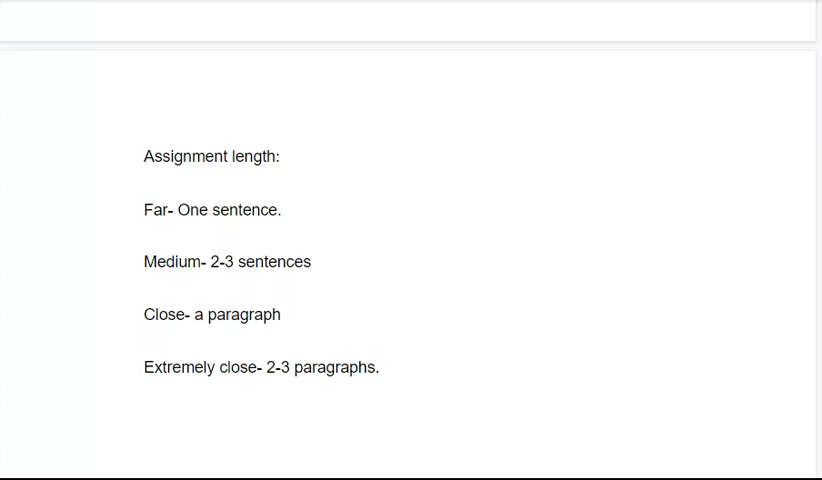 Assignment length:
Far- One sentence.
Medium- 2-3 sentences
Close- a paragraph
Extremely close- 2-3 paragraphs.